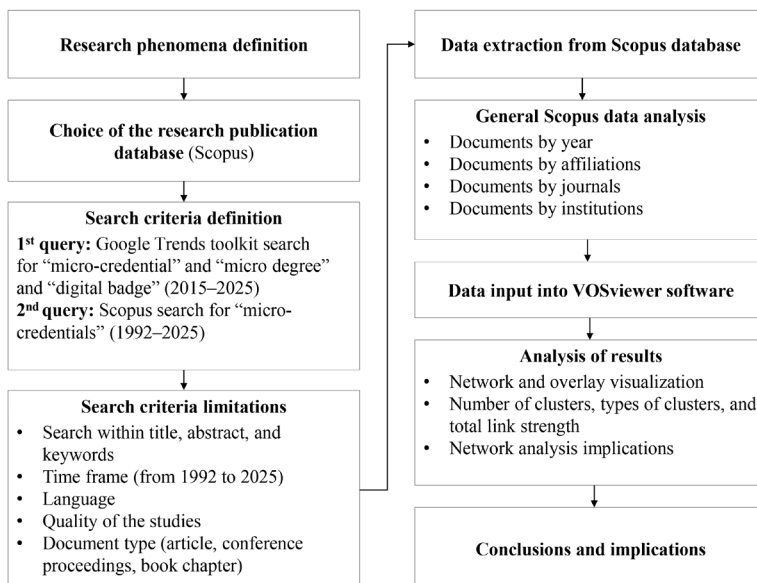 Research phenomena definition
Choice of the research publication
database (Scopus)
Search criteria definition
1st query: Google Trends toolkit search
for “micro-credential” and “micro degree”
and “digital badge” (2015–2025)
2nd query: Scopus search for “micro-
credentials” (1992–2025)
Search criteria limitations
• Search within title, abstract, and
keywords
• Time frame (from 1992 to 2025)
• Language
• Quality of the studies
• Document type (article, conference
proceedings, book chapter)
Data extraction from Scopus database
General Scopus data analysis
• Documents by year
• Documents by affiliations
• Documents by journals
• Documents by institutions
Data input into VOSviewer software
Analysis of results
• Network and overlay visualization
• Number of clusters, types of clusters, and
total link strength
• Network analysis implications
Conclusions and implications